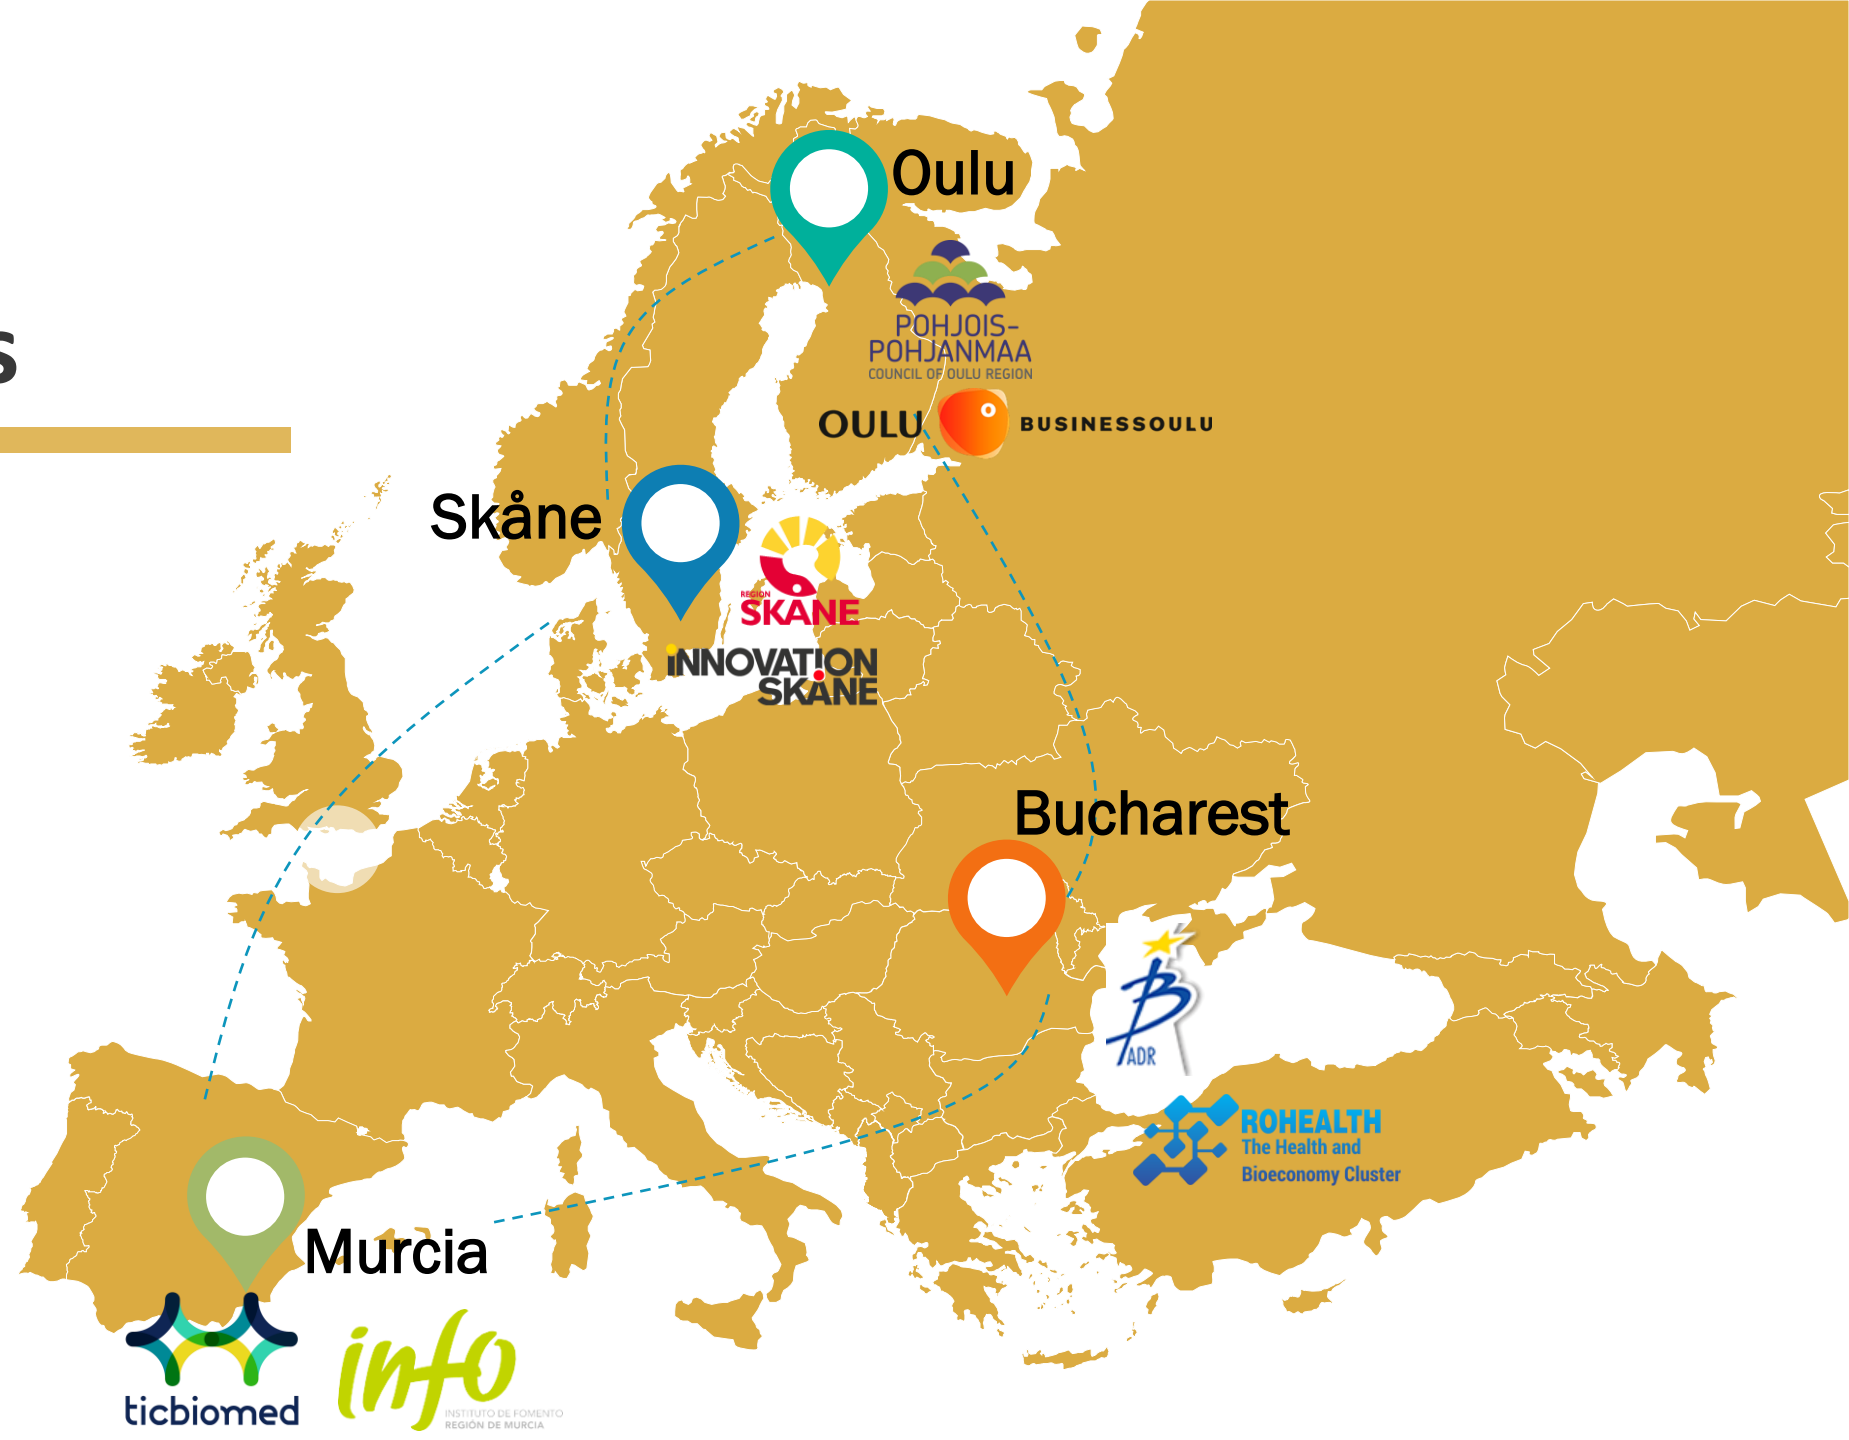 s
Oulu
POHJOIS-
POHJANMAA
COUNCIL OF OULU REGION
OULU
BUSINESSOULU
Skåne
REGION
SKÅNE
INNOVATION
SKÅNE
Bucharest
B
ADR
ROHEALTH
The Health and
Bioeconomy Cluster
Murcia
ticbiomed
info
INSTITUTO DE FOMENTO
REGIÓN DE MURCIA